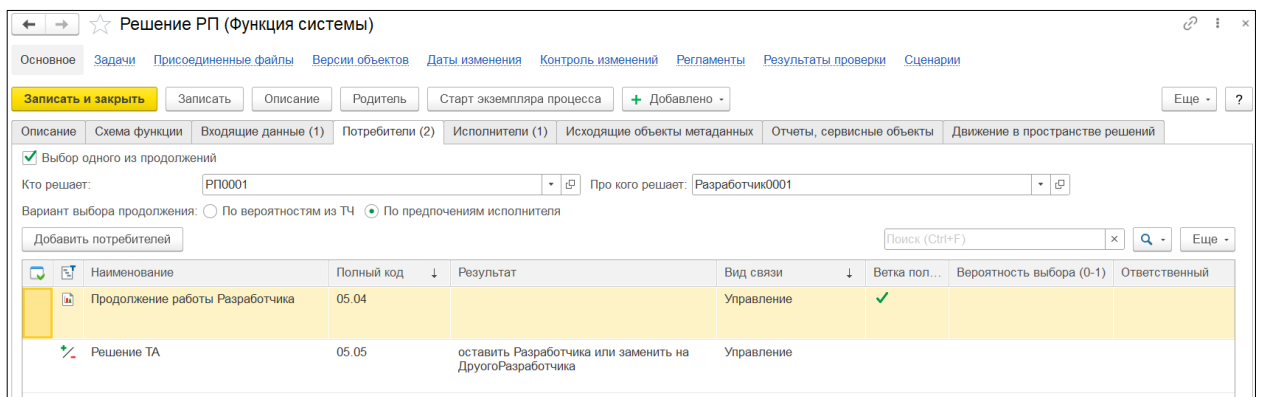 Решение РП (Функция системы)
Основное Задачи Присоединенные файлы Версии объектов Даты изменения Контроль изменений Регламенты Результаты проверки Сценарии
Записать и закрыть Записать Описание Родитель Старт экземпляра процесса Добавлено Еще ?
Описание Схема функции Входящие данные (1) Потребители (2) Исполнители (1) Исходящие объекты метаданных Отчеты, сервисные объекты Движение в пространстве решений
Выбор одного из продолжений
Кто решает: РП0001 Про кого решает: Разработчик0001
Вариант выбора продолжения: По вероятностям из ТЧ По предпочениям исполнителя
Добавить потребителей Поиск (Ctrl+F) Еще
Наименование Полный код Результат Вид связи Ветка пол... Вероятность выбора (0-1) Ответственный
Продолжение работы Разработчика 05.04 Управление
Решение ТА 05.05 оставить Разработчика или заменить на Управление
ДругогоРазработчика